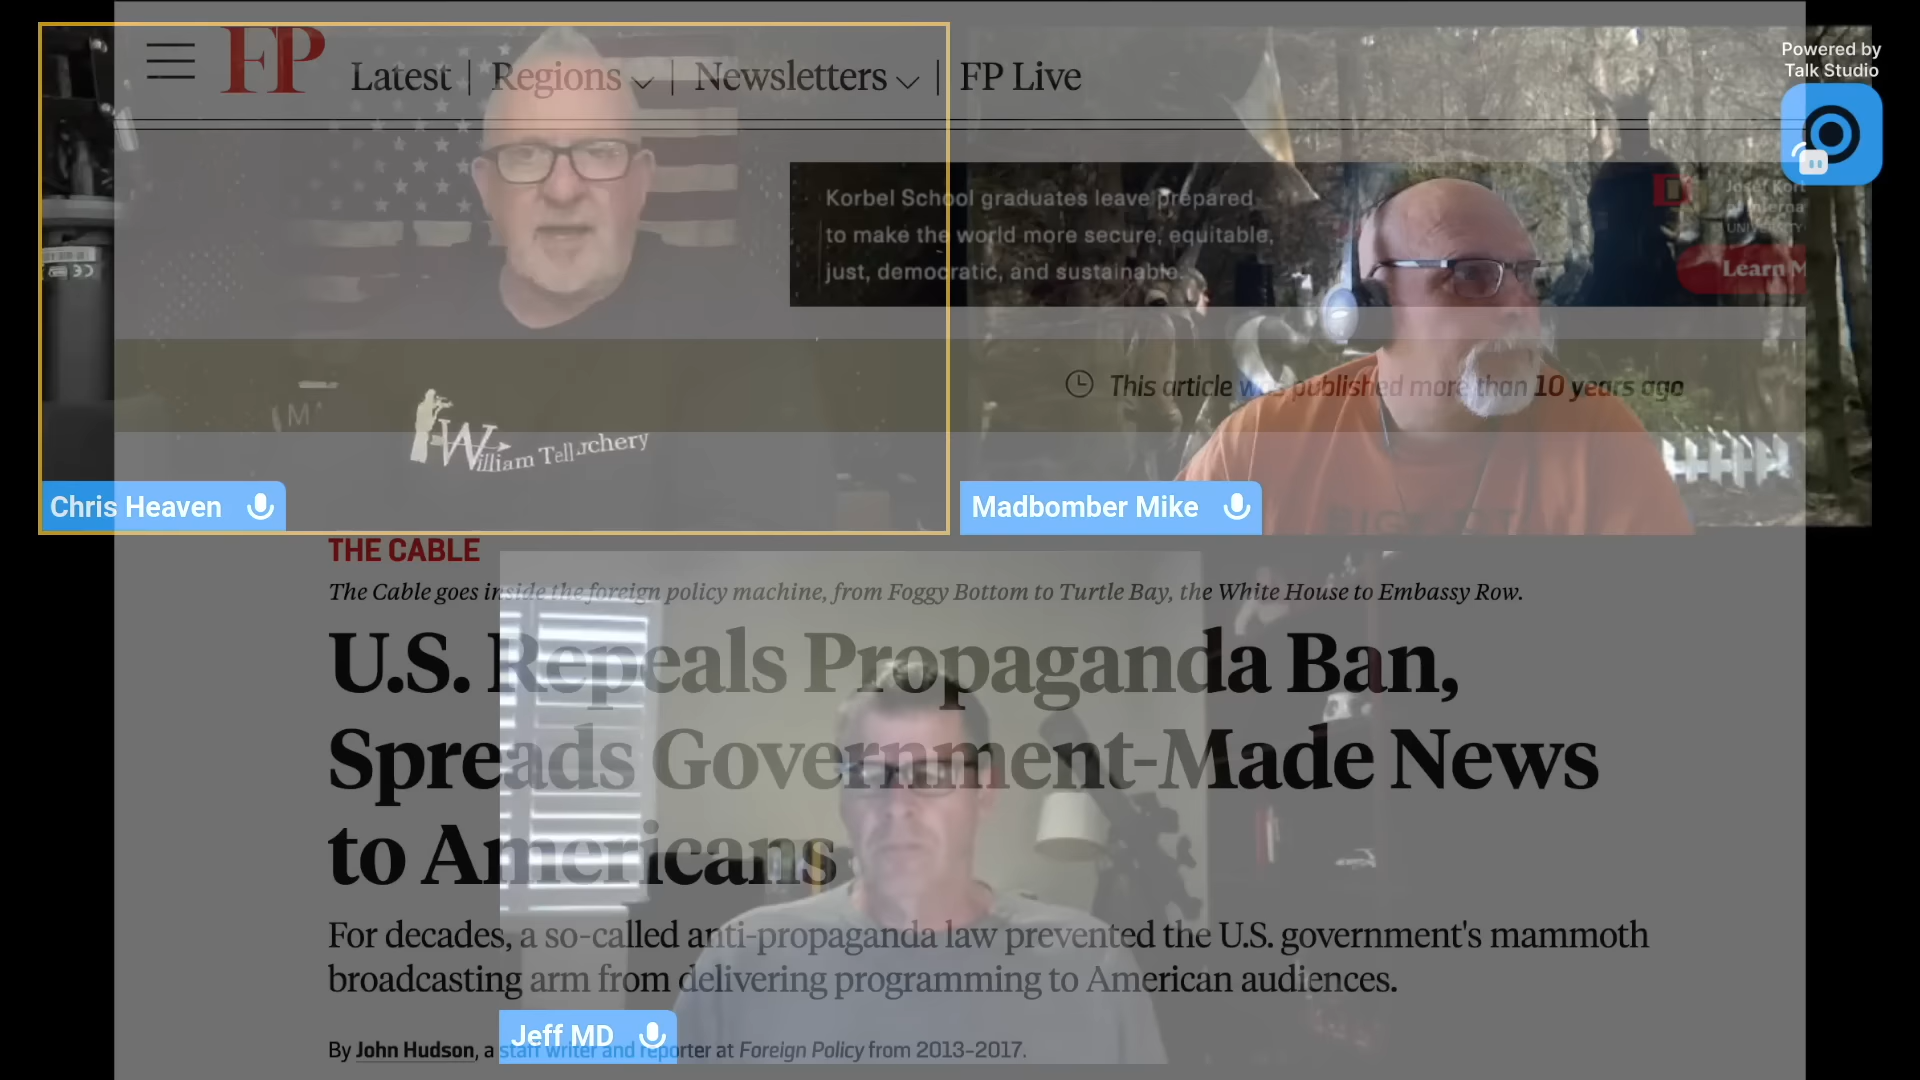 Powered by
Talk Studio
FP Latest Regions Newsletters FP Live
Korbel School graduates leave prepared
to make the world more secure, equitable,
just, democratic, and sustainable.
Learn M
This article was published more than 10 years ago
William Tell
Chris Heaven
Madbomber Mike
THE CABLE
The Cable goes inside the foreign policy machine, from Foggy Bottom to Turtle Bay, the White House to Embassy Row.
U.S. Repeals Propaganda Ban,
Spreads Government-Made News
to Americans
For decades, a so-called anti-propaganda law prevented the U.S. government's mammoth
broadcasting arm from delivering programming to American audiences.
Jeff MD
By John Hudson, a staff writer and reporter at Foreign Policy from 2013-2017.